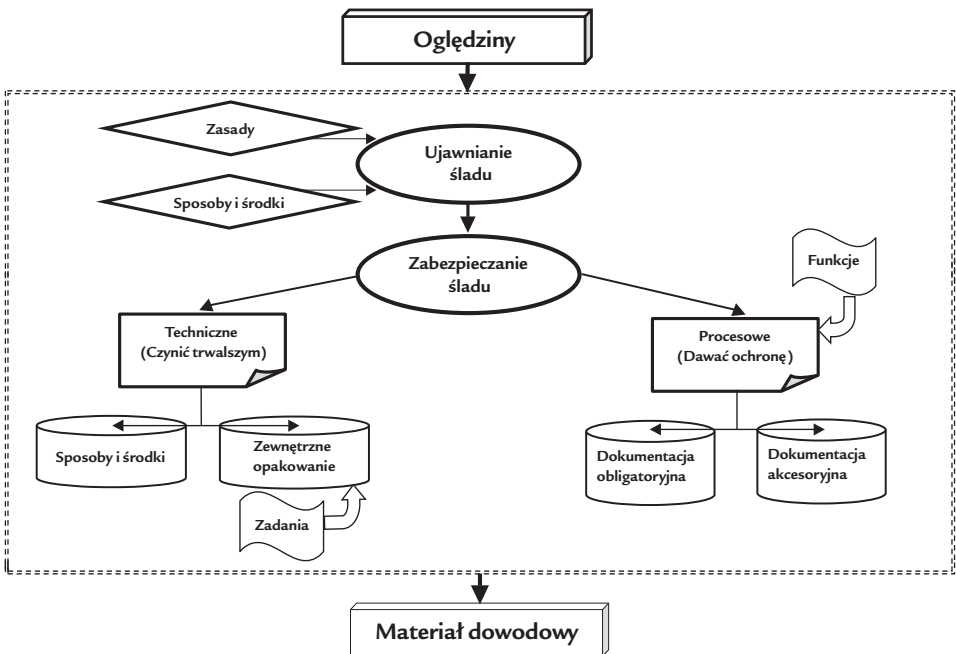 Oględziny
Zasady
Ujawnianie
śladu
Sposoby i środki
Zabezpieczanie
śladu
Funkcje
Techniczne
(Czynić trwalszym)
Procesowe
(Dawać ochronę)
Sposoby i środki
Zewnętrzne
opakowanie
Dokumentacja
obligatoryjna
Dokumentacja
akcesoryjna
Zadania
Materiał dowodowy